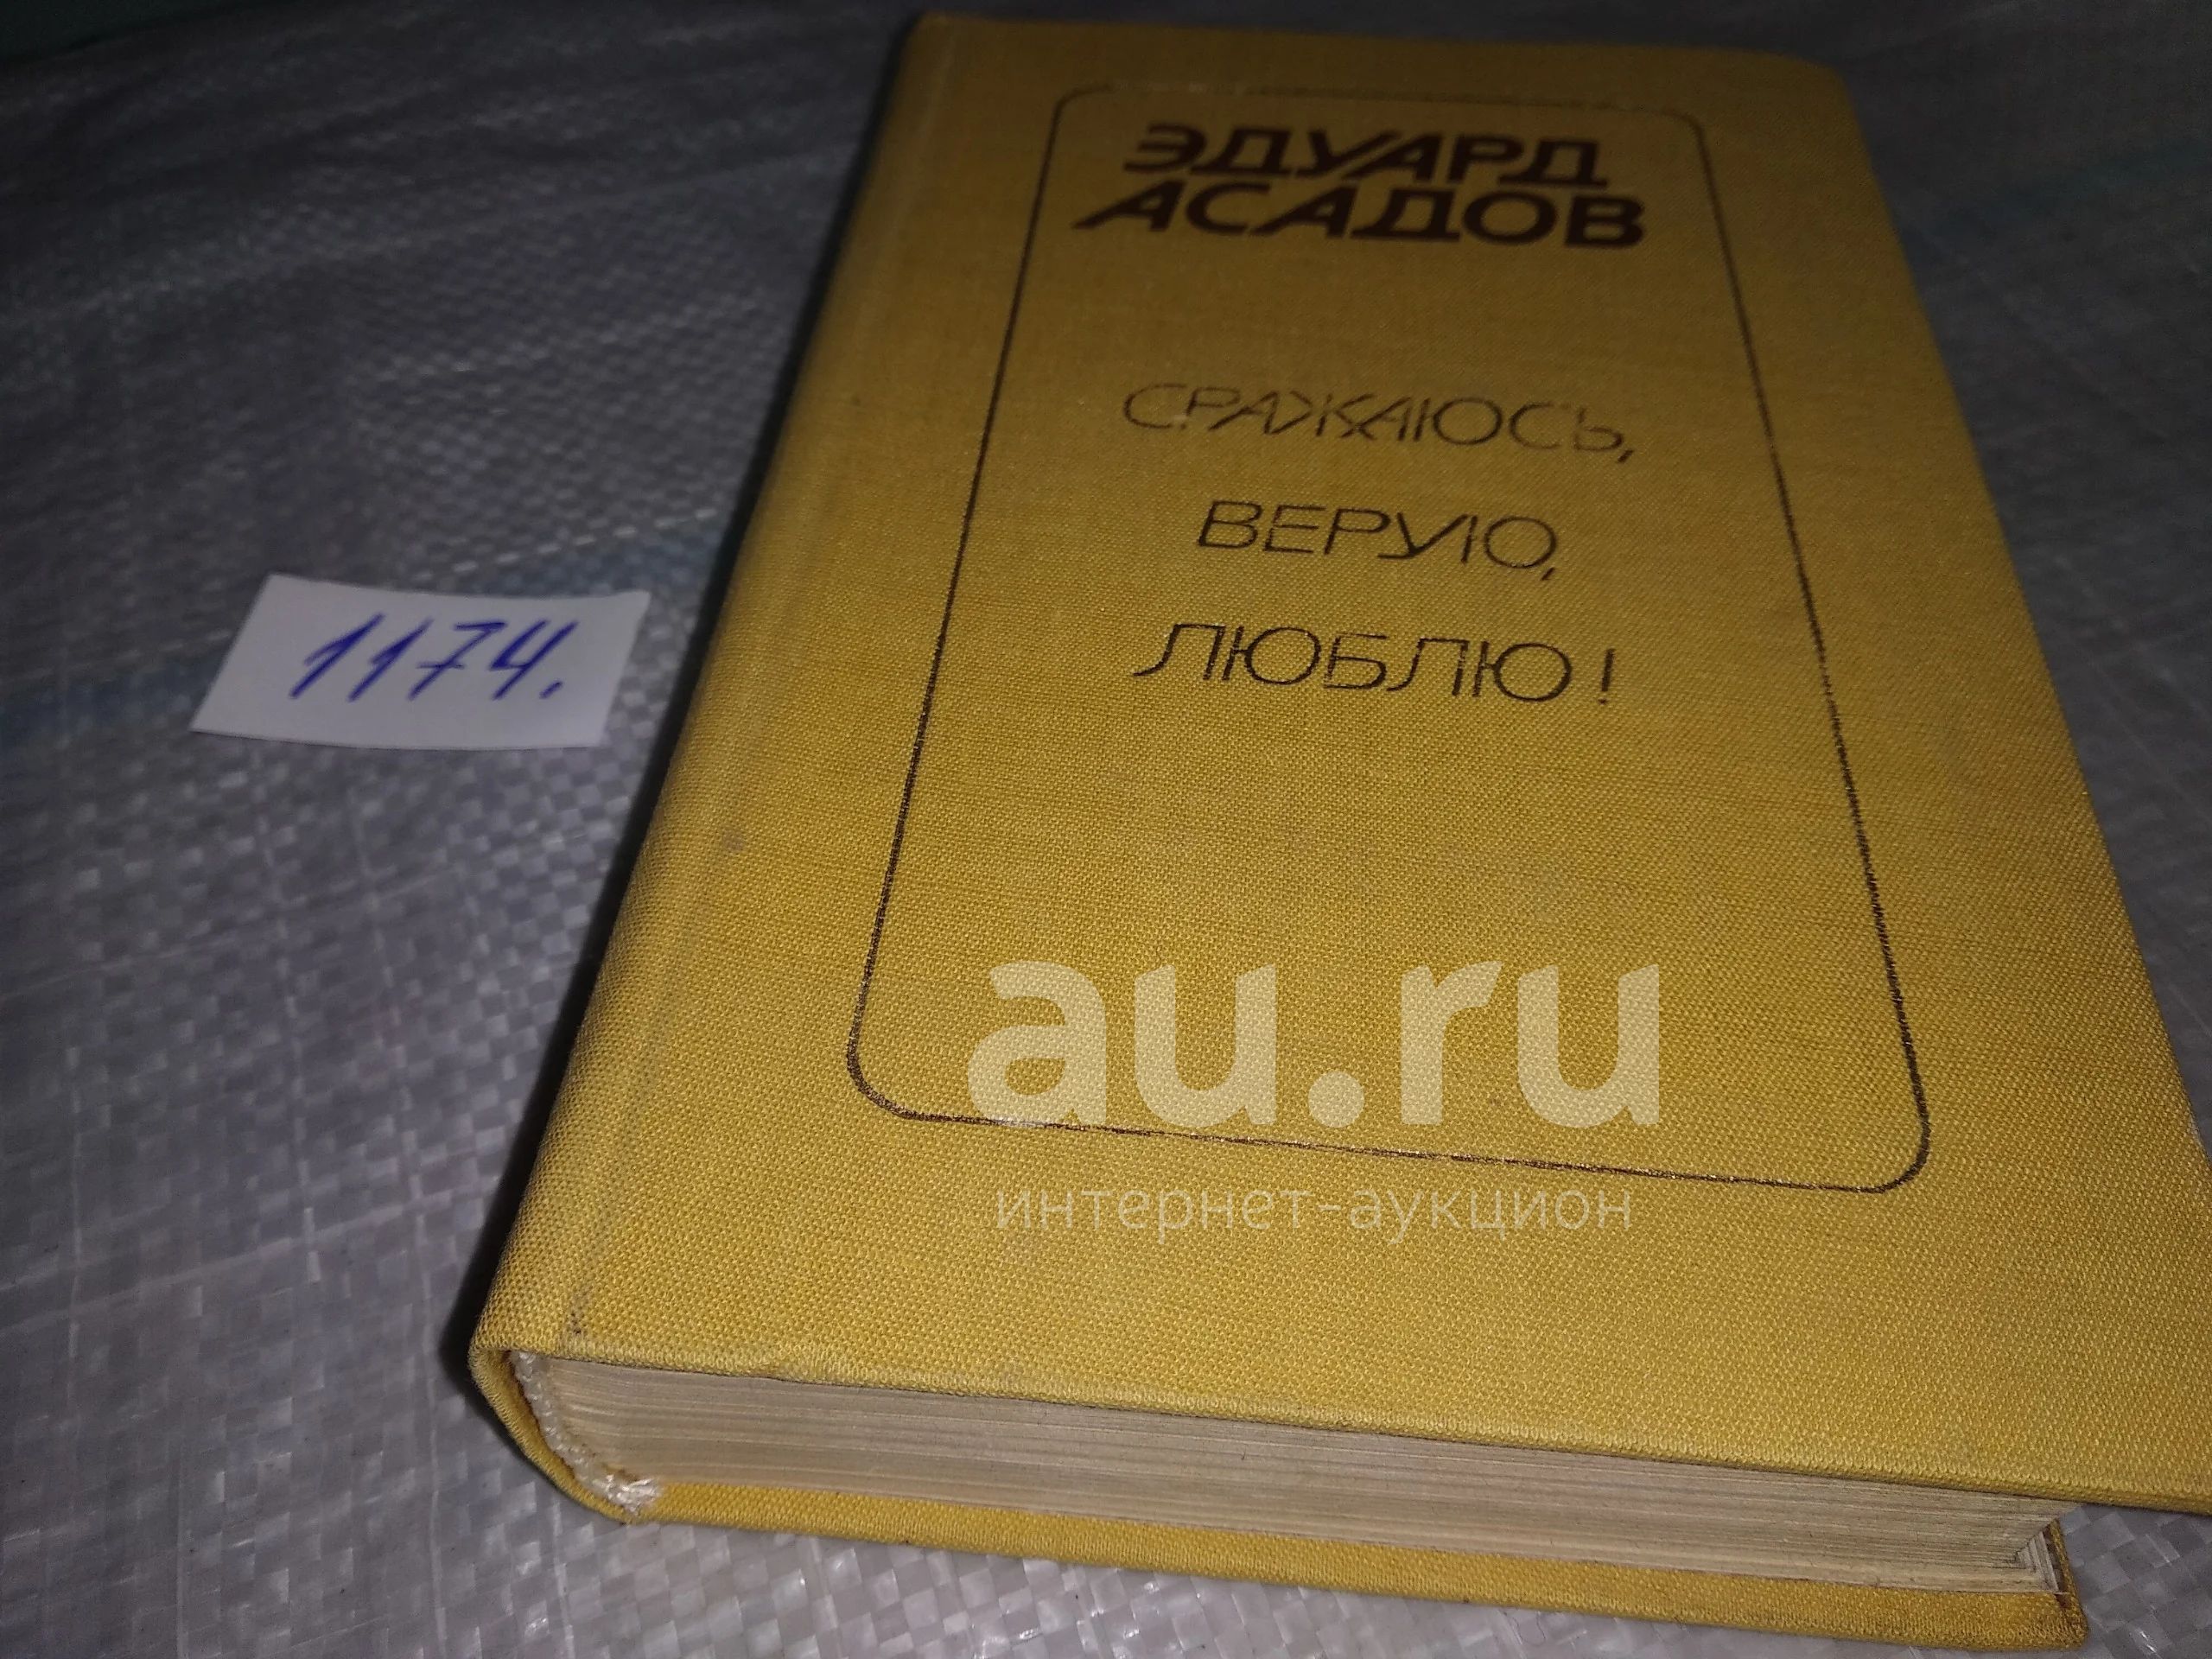 ЭДУАРД
АСАДОВ
СРАЖАЮСЬ,
ВЕРУЮ,
ЛЮБЛЮ!
1174.
au.ru
интернет-аукцион